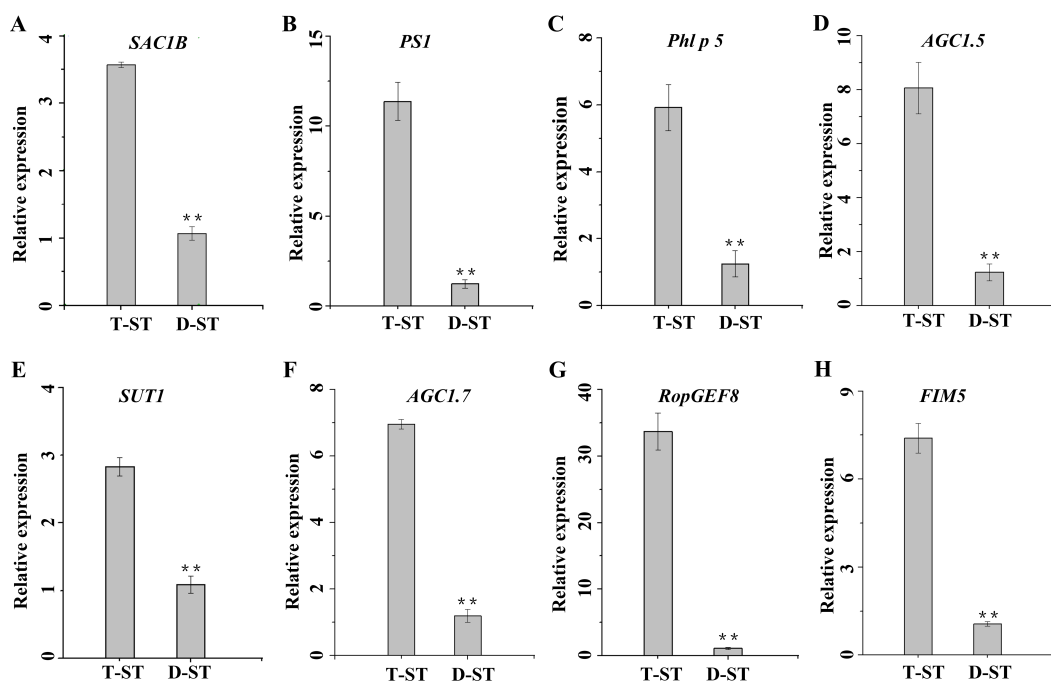 A
SAC1B
Relative expression
4
3
2
1
0
**
T-ST D-ST
B
PS1
Relative expression
15
10
5
0
**
T-ST D-ST
C
Phl p 5
Relative expression
8
6
4
2
0
**
T-ST D-ST
D
AGC1.5
Relative expression
10
8
6
4
2
0
**
T-ST D-ST
E
SUT1
Relative expression
4
3
2
1
0
**
T-ST D-ST
F
AGC1.7
Relative expression
8
6
4
2
0
**
T-ST D-ST
G
RopGEF8
Relative expression
40
30
20
10
0
**
T-ST D-ST
H
FIM5
Relative expression
9
6
3
0
**
T-ST D-ST